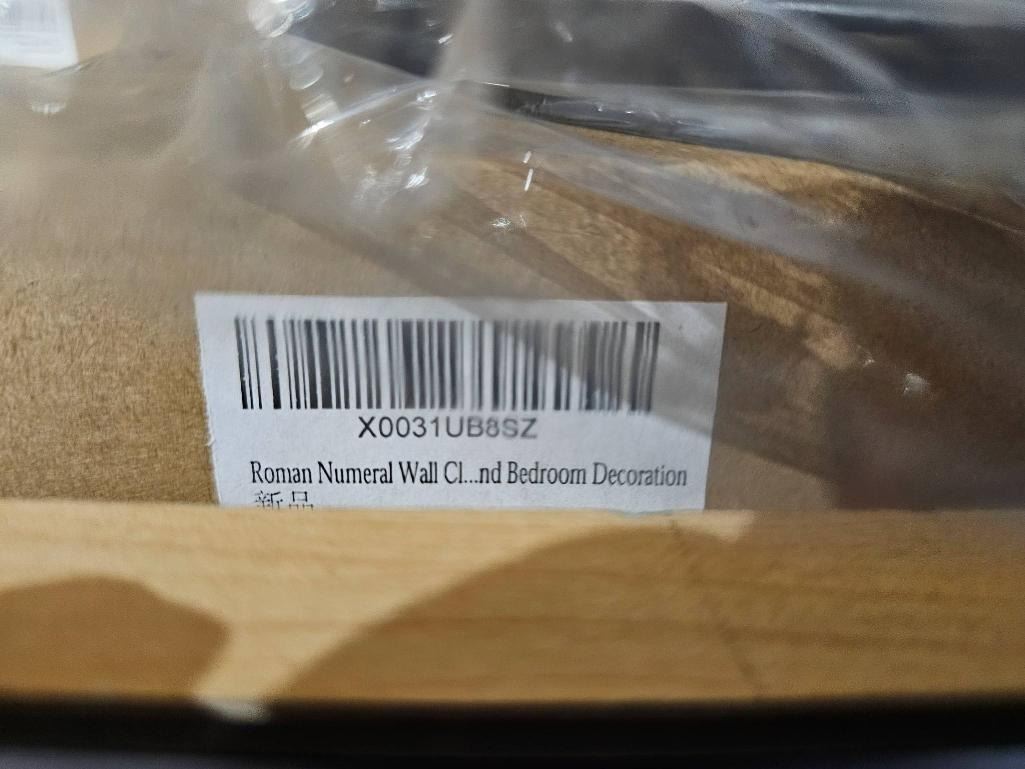 X0031UB8SZ
Roman Numeral Wall Cl...nd Bedroom Decoration
新品